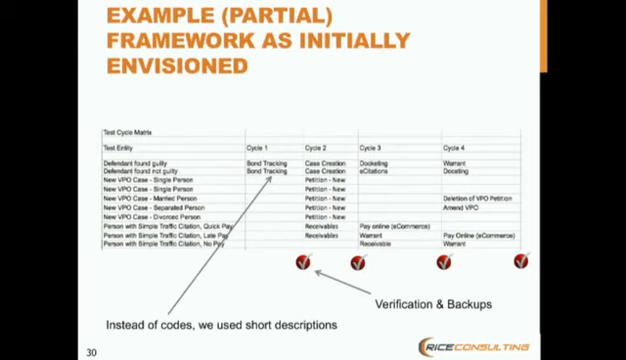 EXAMPLE (PARTIAL)
FRAMEWORK AS INITIALLY
ENVISIONED
Test Cycle Matrix
Test Entity Cycle 1 Cycle 2 Cycle 3 Cycle 4
Defendant found guilty Bond Tracking Case Creation Docketing Warrant
Defendant found not guilty Bond Tracking Case Creation eCitations Doceting
New VPO Case - Single Person Petition - New
New VPO Case - Single Person Petition - New
New VPO Case - Married Person Petition - New Deletion of VPO Petition
New VPO Case - Separated Person Petition - New Amend VPO
New VPO Case - Divorced Person Petition - New
Person with Simple Traffic Citation, Quick Pay Receivables Pay online (eCommerce)
Person with Simple Traffic Citation, Late Pay Receivables Warrant Pay Online (eCommerce)
Person with Simple Traffic Citation, No Pay Receivable Warrant
Verification & Backups
Instead of codes, we used short descriptions
30
RICECONSULTING